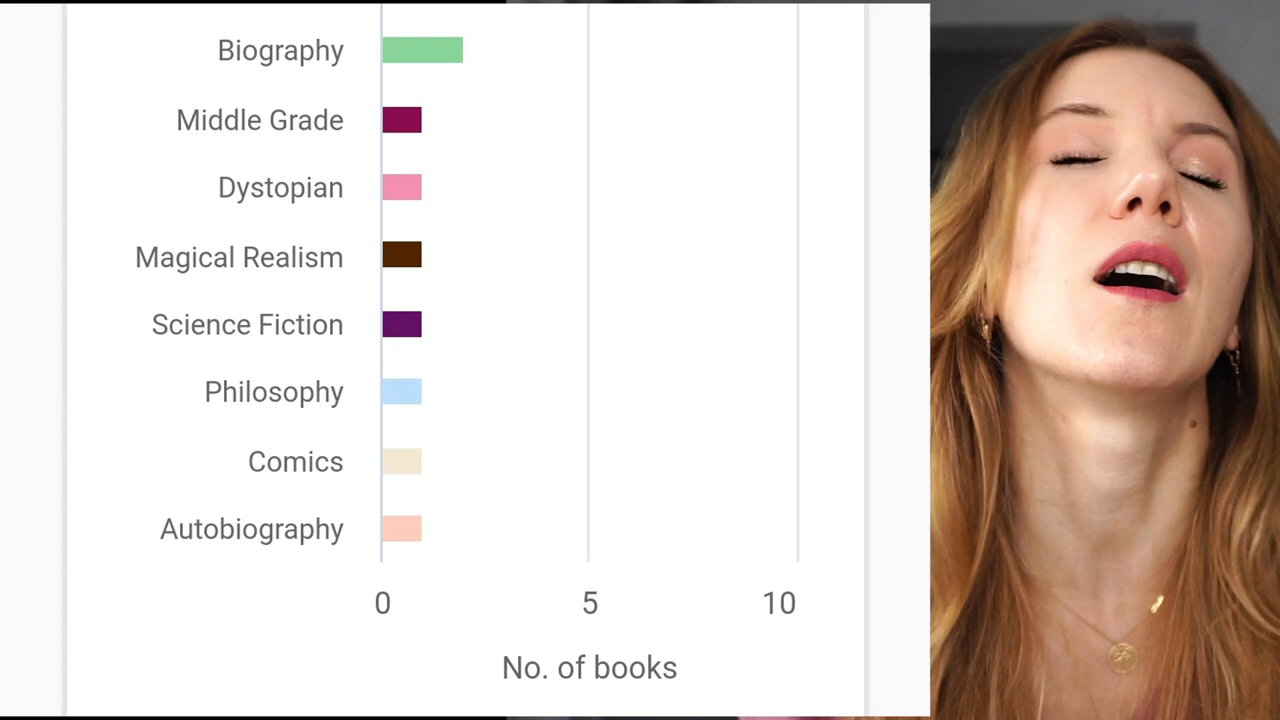 Biography
Middle Grade
Dystopian
Magical Realism
Science Fiction
Philosophy
Comics
Autobiography
0 5 10
No. of books